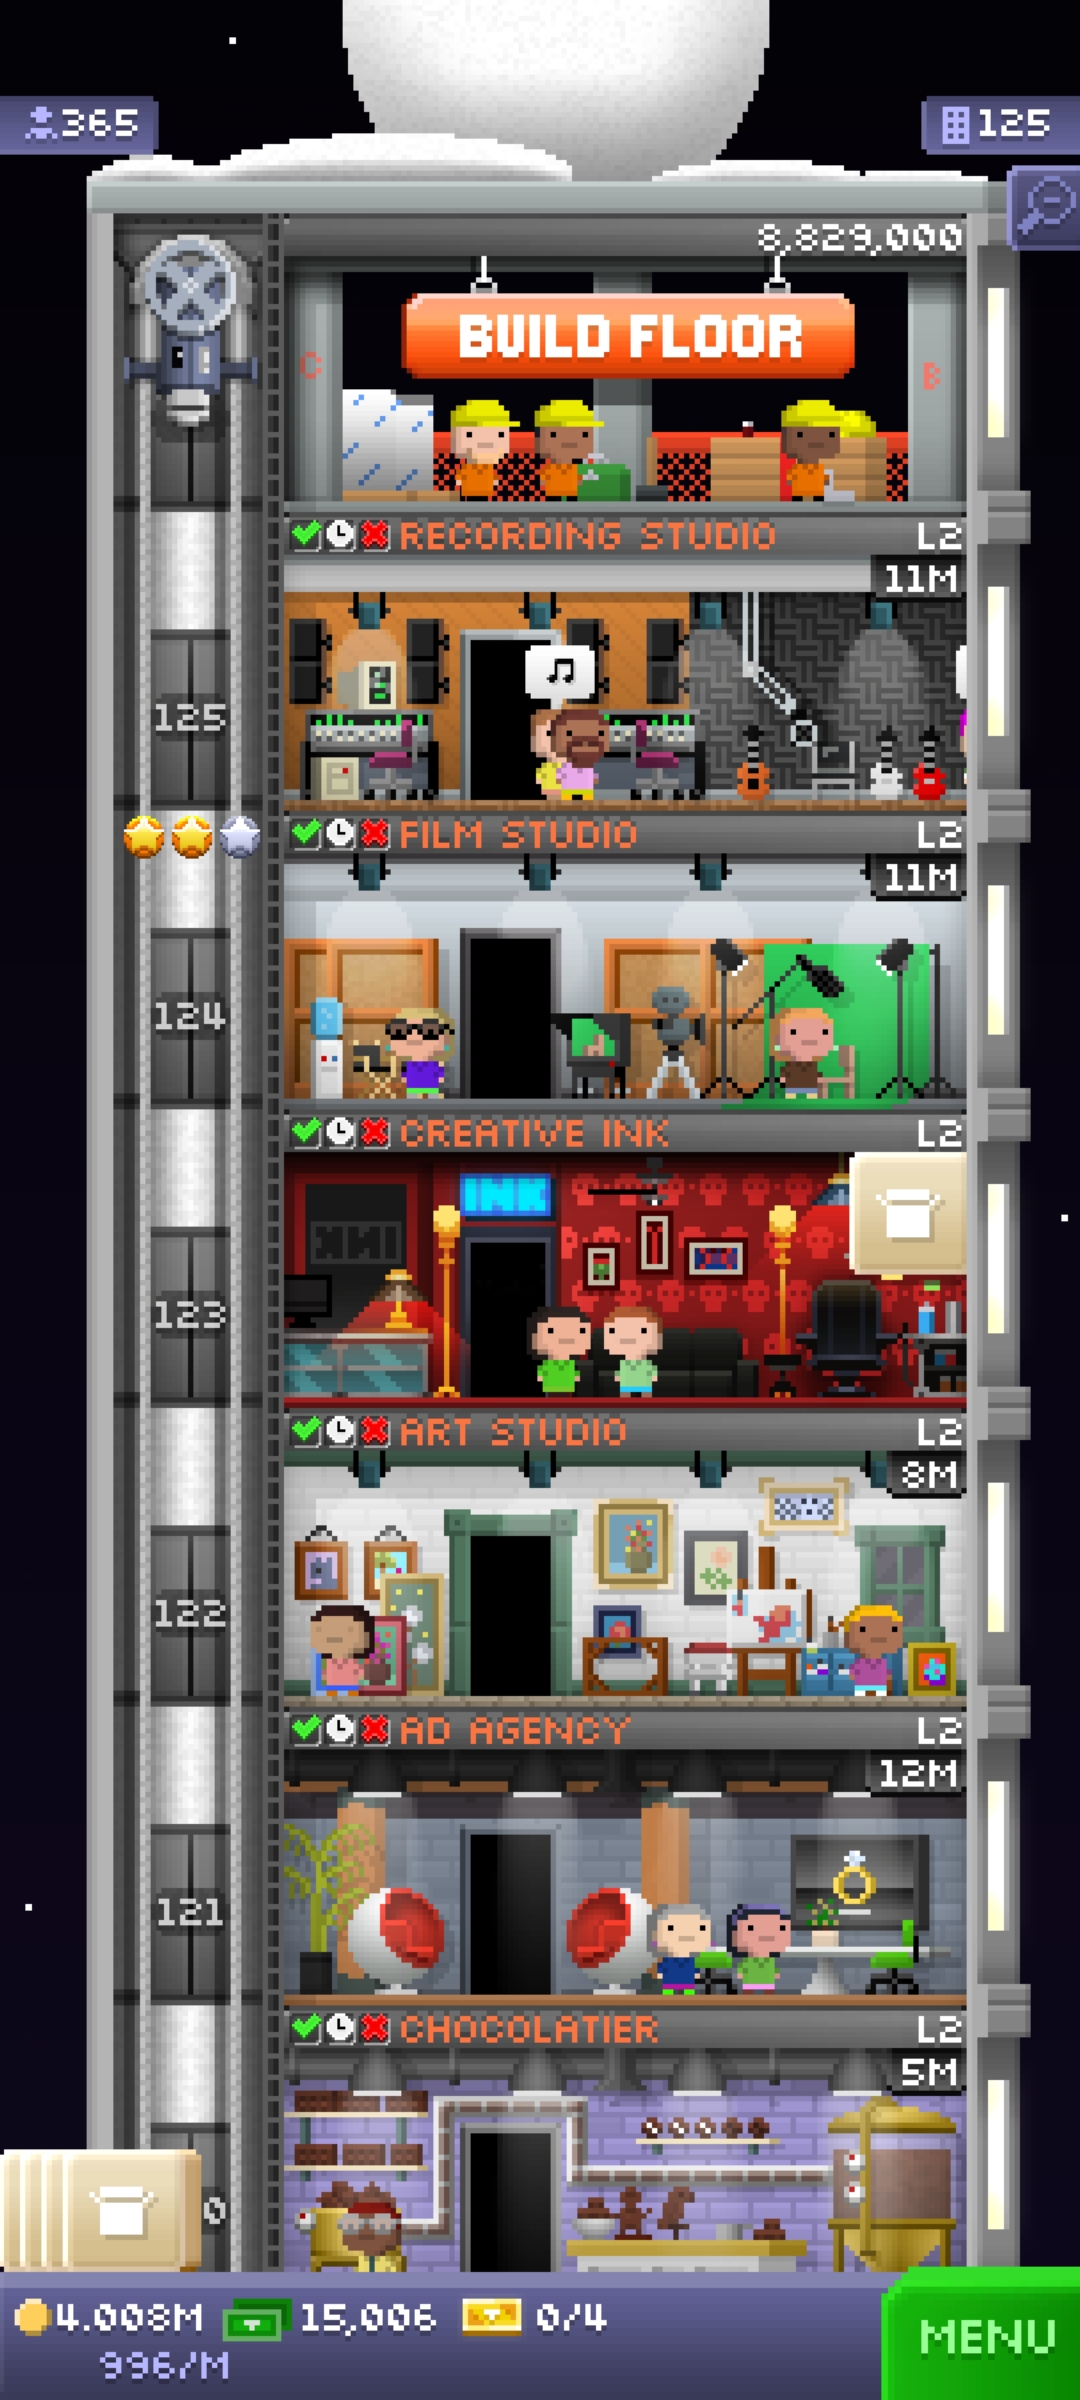 365
125
8,829,000
BUILD FLOOR
C
B
RECORDING STUDIO L2
11M
125
FILM STUDIO L2
11M
124
CREATIVE INK L2
INK
123
ART STUDIO L2
8M
122
AD AGENCY L2
12M
121
CHOCOLATIER L2
5M
0
4.008M 15,006 0/4
996/M
MENU